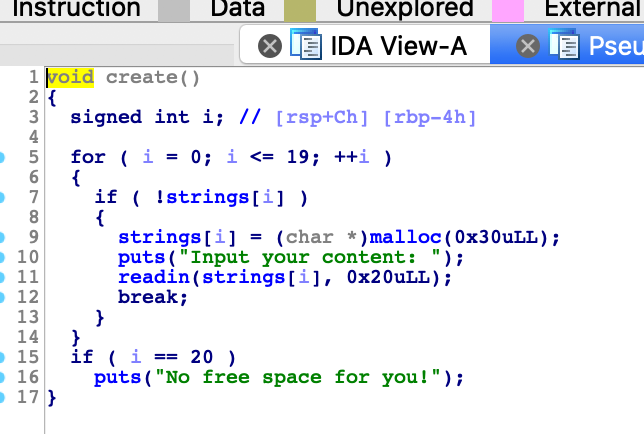 Instruction Data Unexplored External
IDA View-A Pseu
1 void create()
2 {
3 signed int i; // [rsp+Ch] [rbp-4h]
4
5 for ( i = 0; i <= 19; ++i )
6 {
7 if ( !strings[i] )
8 {
9 strings[i] = (char *)malloc(0x30uLL);
10 puts("Input your content: ");
11 readin(strings[i], 0x20uLL);
12 break;
13 }
14 }
15 if ( i == 20 )
16 puts("No free space for you!");
17 }